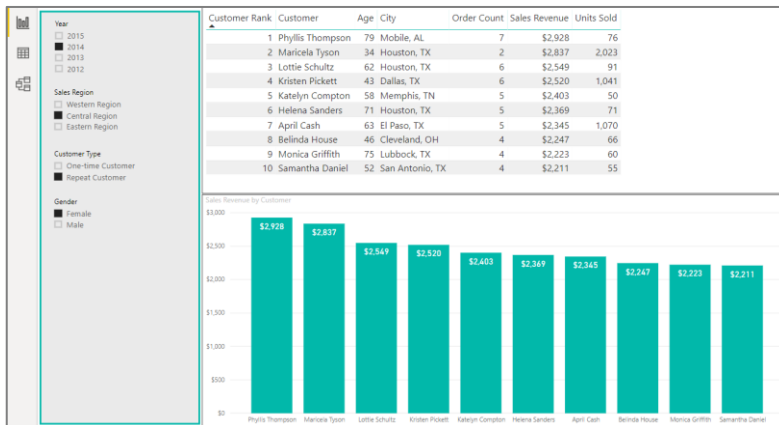 Year
2015
2014
2013
2012
Sales Region
Western Region
Central Region
Eastern Region
Customer Type
One-time Customer
Repeat Customer
Gender
Female
Male
Customer Rank Customer Age City Order Count Sales Revenue Units Sold
1 Phyllis Thompson 79 Mobile, AL 7 $2,928 76
2 Maricela Tyson 34 Houston, TX 2 $2,837 2,023
3 Lottie Schultz 62 Houston, TX 6 $2,549 91
4 Kristen Pickett 43 Dallas, TX 6 $2,520 1,041
5 Katelyn Compton 58 Memphis, TN 5 $2,403 50
6 Helena Sanders 71 Houston, TX 5 $2,369 71
7 April Cash 63 El Paso, TX 5 $2,345 1,070
8 Belinda House 46 Cleveland, OH 4 $2,247 66
9 Monica Griffith 75 Lubbock, TX 4 $2,223 60
10 Samantha Daniel 52 San Antonio, TX 4 $2,211 55
Sales Revenue by Customer
$3,000
$2,500
$2,000
$1,500
$1,000
$500
$0
$2,928 $2,837 $2,549 $2,520 $2,403 $2,369 $2,345 $2,247 $2,223 $2,211
Phyllis Thompson Maricela Tyson Lottie Schultz Kristen Pickett Katelyn Compton Helena Sanders April Cash Belinda House Monica Griffith Samantha Daniel